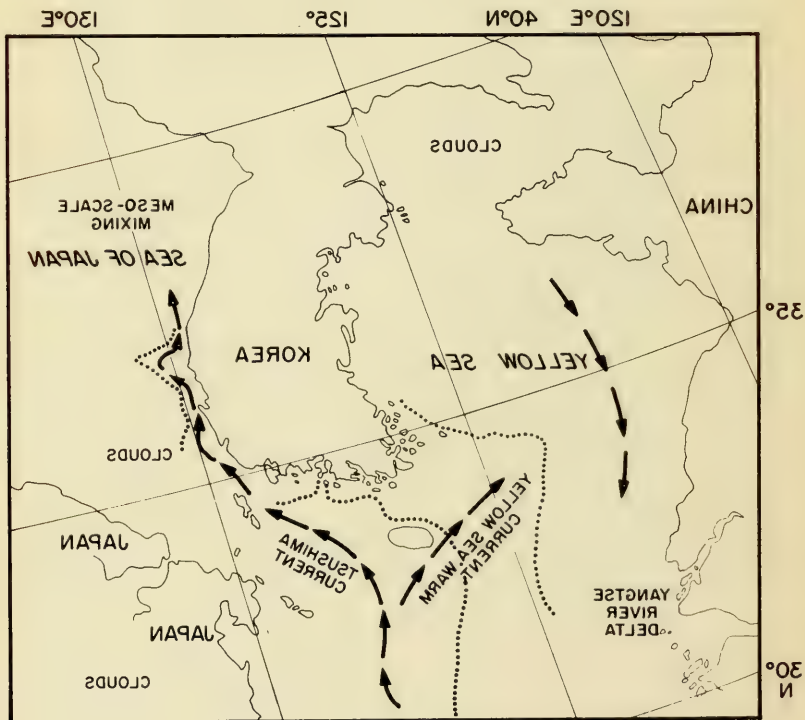 130°E
125°
40°N
120°E
CLOUDS
CHINA
MESO-SCALE
MIXING
SEA OF JAPAN
35°
KOREA
YELLOW SEA
CLOUDS
YELLOW SEA WARM
CURRENT
TSUSHIMA
CURRENT
JAPAN
YANGTSE
RIVER
DELTA
JAPAN
CLOUDS
30°
N